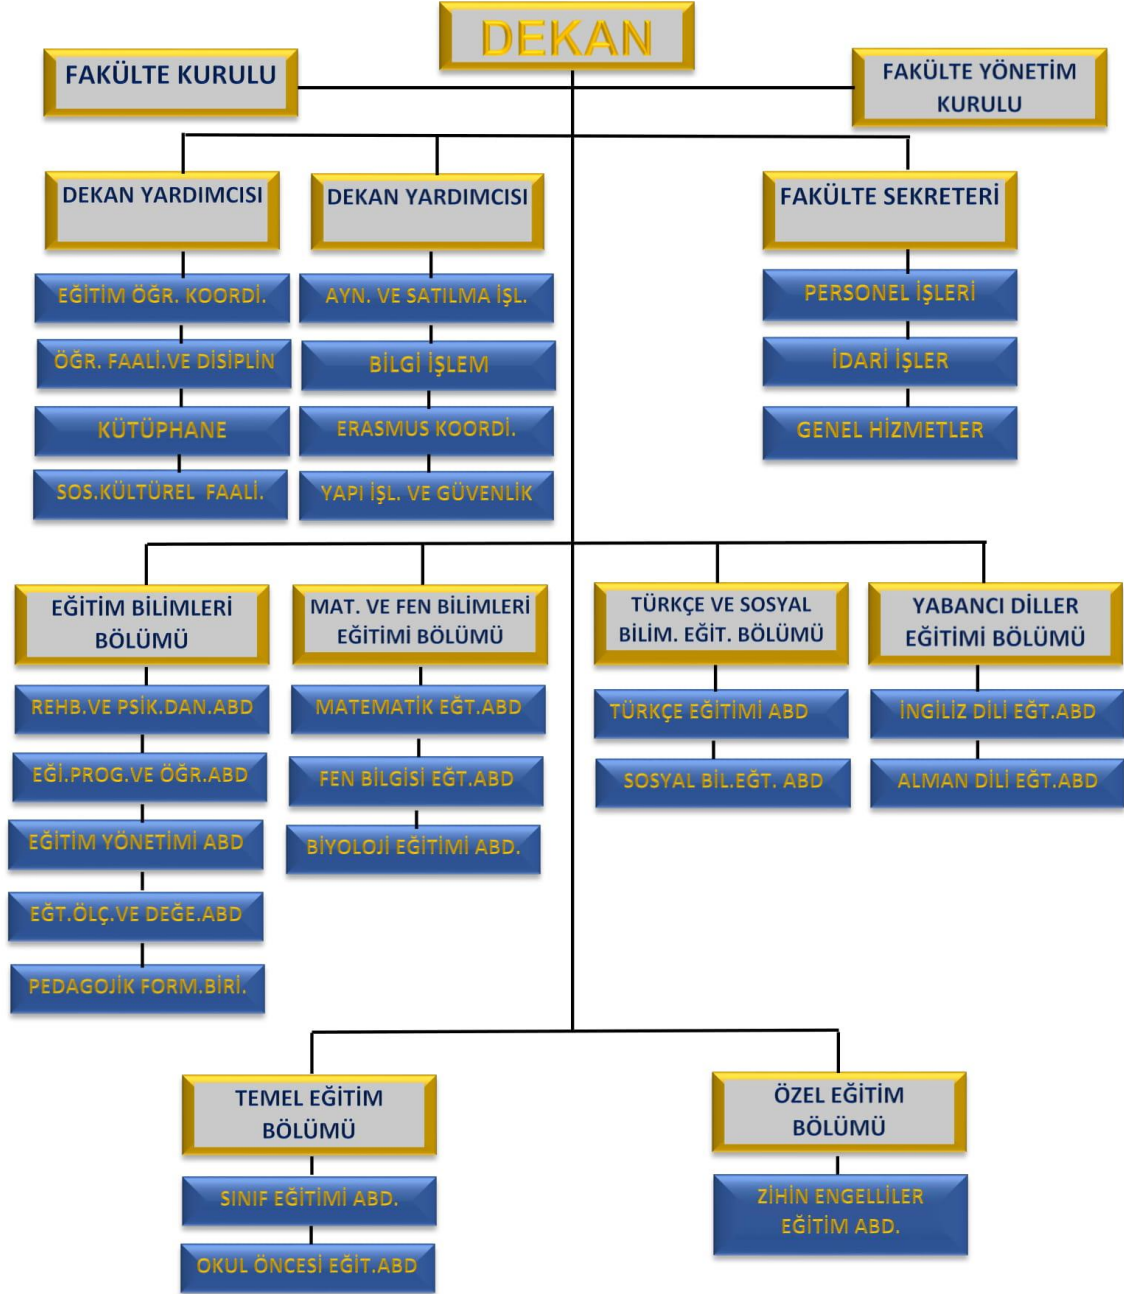 DEKAN
FAKÜLTE KURULU
FAKÜLTE YÖNETİM
KURULU
DEKAN YARDIMCISI
DEKAN YARDIMCISI
FAKÜLTE SEKRETERİ
EĞİTİM ÖĞR. KOORDİ.
ÖĞR. FAALİ.VE DİSİPLİN
KÜTÜPHANE
SOS.KÜLTÜREL FAALİ.
AYN. VE SATILMA İŞL.
BİLGİ İŞLEM
ERASMUS KOORDİ.
YAPI İŞL. VE GÜVENLİK
PERSONEL İŞLERİ
İDARİ İŞLER
GENEL HİZMETLER
EĞİTİM BİLİMLERİ
BÖLÜMÜ
REHB.VE PSİK.DAN.ABD
EĞİ.PROG.VE ÖĞR.ABD
EĞİTİM YÖNETİMİ ABD
EĞT.ÖLÇ.VE DEĞE.ABD
PEDAGOJİK FORM.BİRİ.
MAT. VE FEN BİLİMLERİ
EĞİTİMİ BÖLÜMÜ
MATEMATİK EĞT.ABD
FEN BİLGİSİ EĞT.ABD
BİYOLOJİ EĞİTİMİ ABD.
TÜRKÇE VE SOSYAL
BİLİM. EĞİT. BÖLÜMÜ
TÜRKÇE EĞİTİMİ ABD
SOSYAL BİL.EĞT. ABD
YABANCI DİLLER
EĞİTİMİ BÖLÜMÜ
İNGİLİZ DİLİ EĞT.ABD
ALMAN DİLİ EĞT.ABD
TEMEL EĞİTİM
BÖLÜMÜ
SINIF EĞİTİMİ ABD.
OKUL ÖNCESİ EĞİT.ABD
ÖZEL EĞİTİM
BÖLÜMÜ
ZİHİN ENGELLİLER
EĞİTİM ABD.